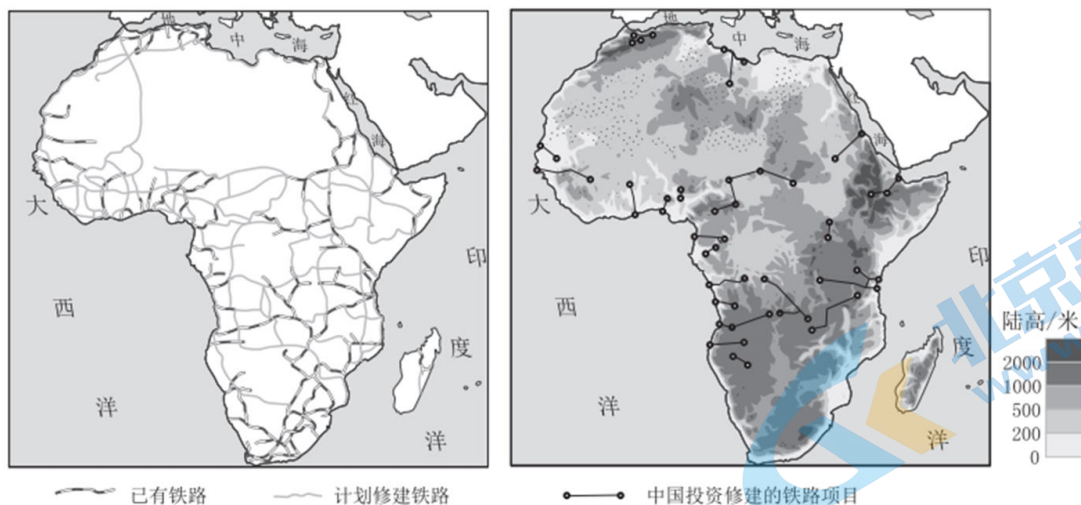 地
中
海
红
海
大
西
洋
印
度
洋
地
中
海
红
海
大
西
洋
印
度
洋
陆高/米
2000
1000
500
200
0
已有铁路
计划修建铁路
中国投资修建的铁路项目